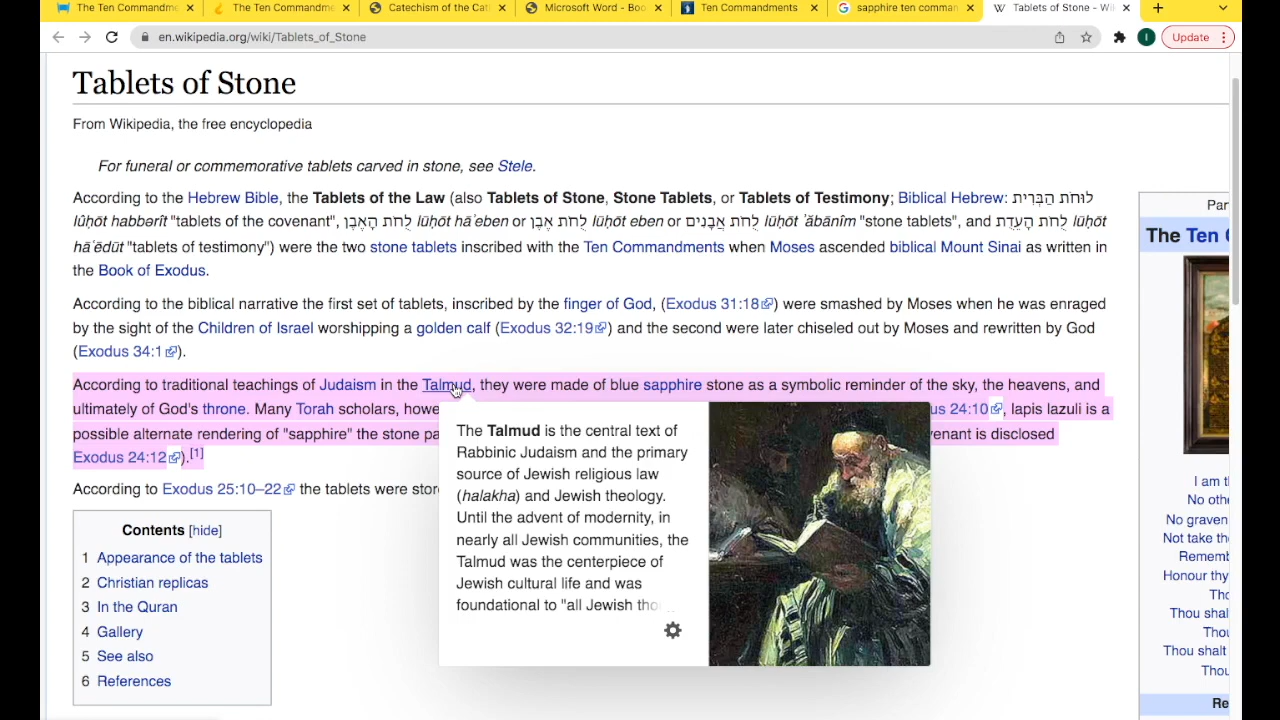 The Ten Commandme
The Ten Commandme
Catechism of the Cat
Microsoft Word - Boo
Ten Commandments
sapphire ten comman
Tablets of Stone - Wi
en.wikipedia.org/wiki/Tablets_of_Stone
I
Update
Tablets of Stone
From Wikipedia, the free encyclopedia
For funeral or commemorative tablets carved in stone, see Stele.
According to the Hebrew Bible, the Tablets of the Law (also Tablets of Stone, Stone Tablets, or Tablets of Testimony; Biblical Hebrew: לוּחֹת הַבְּרִית
lûḥōt habbərît "tablets of the covenant", לֻחֹת הָאֶבֶן lūḥōt hāʾeben or לֻחֹת אֶבֶן lūḥōt eben or לֻחֹת אֲבָנִים lūḥōt ʾăbānîm "stone tablets", and לֻחֹת הָעֵדֻת lūḥōt
hāʿēdūt "tablets of testimony") were the two stone tablets inscribed with the Ten Commandments when Moses ascended biblical Mount Sinai as written in
the Book of Exodus.
According to the biblical narrative the first set of tablets, inscribed by the finger of God, (Exodus 31:18) were smashed by Moses when he was enraged
by the sight of the Children of Israel worshipping a golden calf (Exodus 32:19) and the second were later chiseled out by Moses and rewritten by God
(Exodus 34:1).
According to traditional teachings of Judaism in the Talmud, they were made of blue sapphire stone as a symbolic reminder of the sky, the heavens, and
ultimately of God's throne. Many Torah scholars, howe us 24:10, lapis lazuli is a
possible alternate rendering of "sapphire" the stone pa venant is disclosed
Exodus 24:12).[1]
According to Exodus 25:10–22 the tablets were store
The Talmud is the central text of
Rabbinic Judaism and the primary
source of Jewish religious law
(halakha) and Jewish theology.
Until the advent of modernity, in
nearly all Jewish communities, the
Talmud was the centerpiece of
Jewish cultural life and was
foundational to "all Jewish tho
Contents [hide]
1 Appearance of the tablets
2 Christian replicas
3 In the Quran
4 Gallery
5 See also
6 References
Par
The Ten C
I am t
No othe
No graven
Not take the
Rememb
Honour thy
Tho
Thou shal
Thou
Thou shalt
Thou
Re